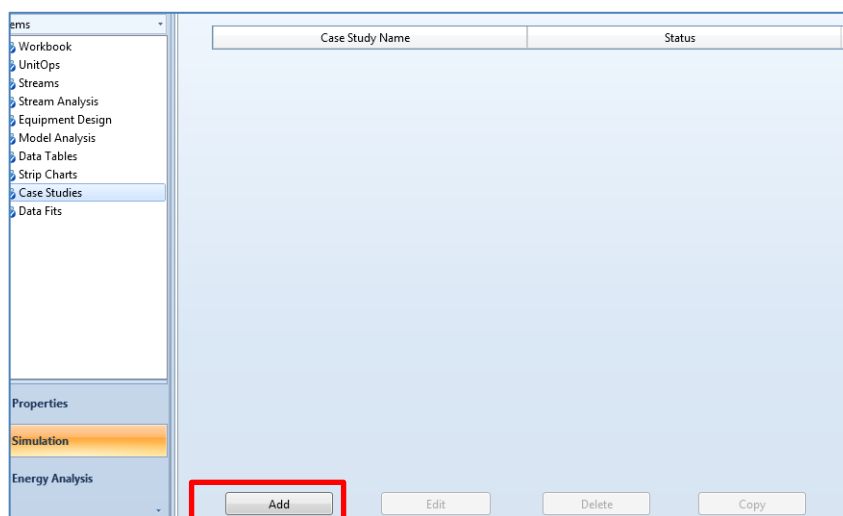 ems
Case Study Name
Status
Workbook
UnitOps
Streams
Stream Analysis
Equipment Design
Model Analysis
Data Tables
Strip Charts
Case Studies
Data Fits
Properties
Simulation
Energy Analysis
Add
Edit
Delete
Copy